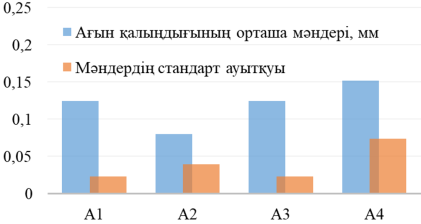 0,25
0,2
0,15
0,1
0,05
0
Ағын қалыңдығының орташа мәндері, мм
Мәндердің стандарт ауытқуы
A1 A2 A3 A4